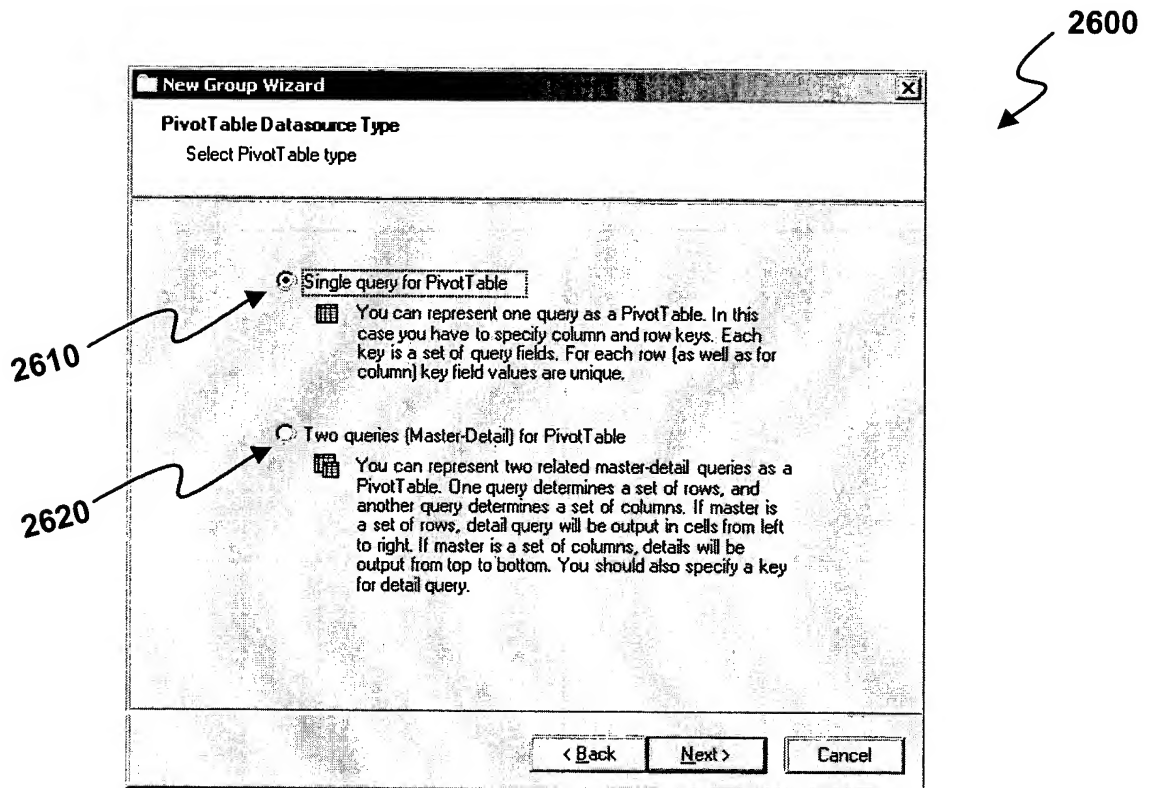 2600
New Group Wizard
PivotTable Datasource Type
Select PivotTable type
Single query for PivotTable
You can represent one query as a PivotTable. In this
case you have to specify column and row keys. Each
key is a set of query fields. For each row (as well as for
column) key field values are unique.
2610
Two queries (Master-Detail) for PivotTable
You can represent two related master-detail queries as a
PivotTable. One query determines a set of rows, and
another query determines a set of columns. If master is
a set of rows, detail query will be output in cells from left
to right. If master is a set of columns, details will be
output from top to bottom. You should also specify a key
for detail query.
2620
< Back
Next >
Cancel